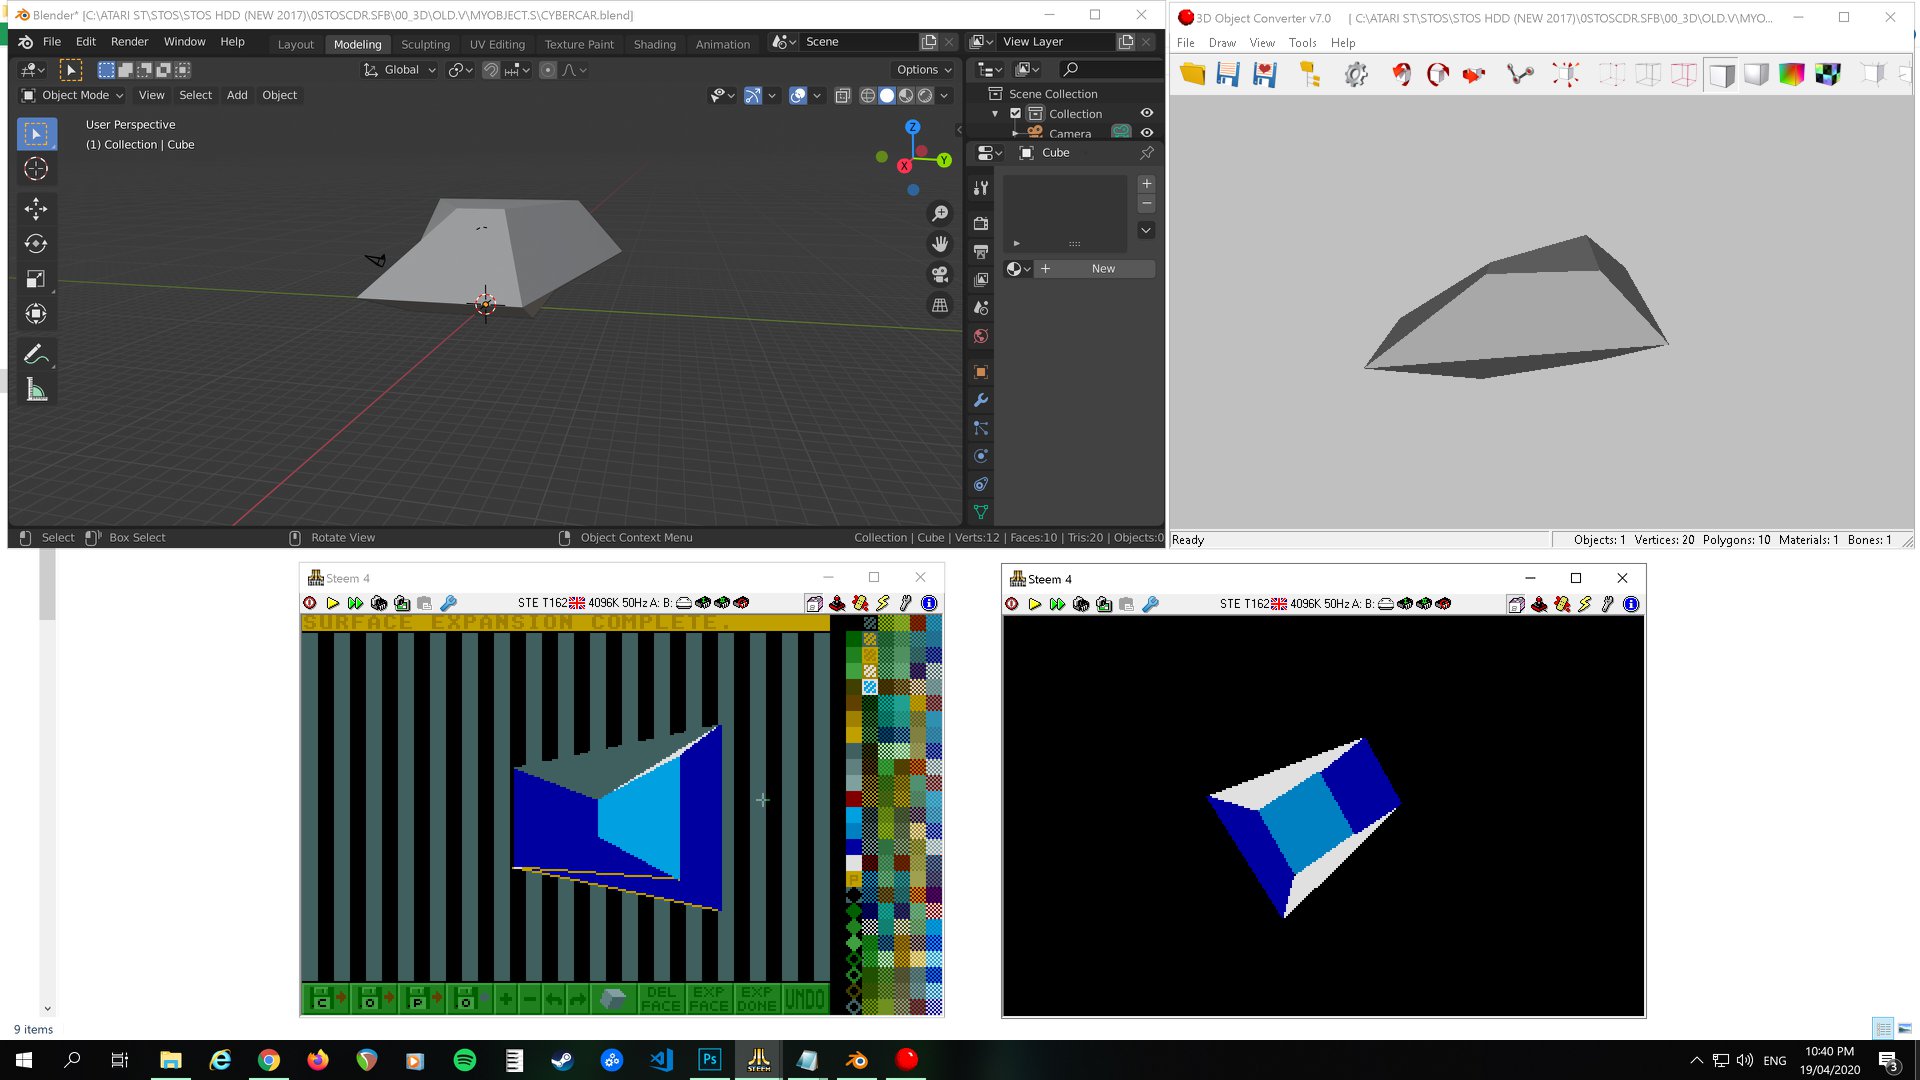 Blender* [C:\ATARI ST\STOS\STOS HDD (NEW 2017)\0STOSCDR.SFB\00_3D\OLD.V\MYOBJECT.S\CYBERCAR.blend]
File Edit Render Window Help Layout Modeling Sculpting UV Editing Texture Paint Shading Animation Scene View Layer
Global Options
Object Mode View Select Add Object
User Perspective
(1) Collection | Cube
Z
Y
X
Scene Collection
Collection
Camera
Cube
New
Select Box Select Rotate View Object Context Menu Collection | Cube | Verts:12 | Faces:10 | Tris:20 | Objects:0
3D Object Converter v7.0 [ C:\ATARI ST\STOS\STOS HDD (NEW 2017)\0STOSCDR.SFB\00_3D\OLD.V\MYO...
File Draw View Tools Help
Ready Objects: 1 Vertices: 20 Polygons: 10 Materials: 1 Bones: 1
Steem 4
STE T162 4096K 50Hz A: B:
SURFACE EXPANSION COMPLETE.
P
C O P O + - DEL FACE EXP FACE EXP DONE UNDO
Steem 4
STE T162 4096K 50Hz A: B:
9 items
Ps
STEEM
ENG
10:40 PM
19/04/2020
3